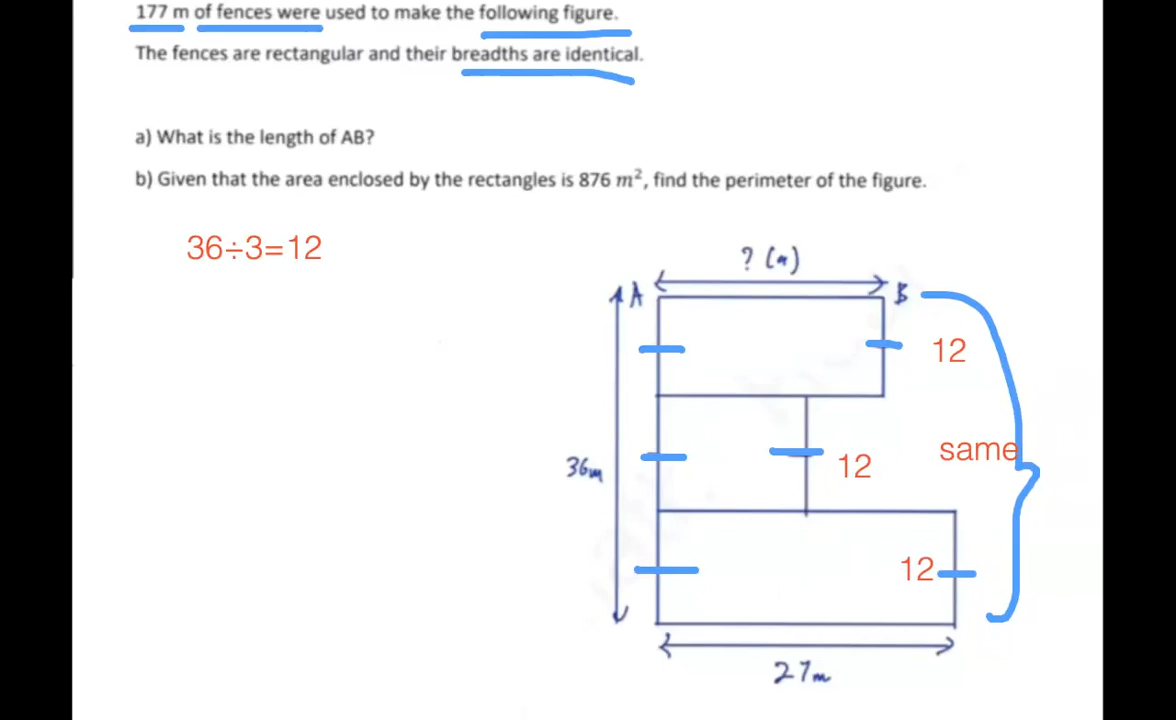 177 m of fences were used to make the following figure.
The fences are rectangular and their breadths are identical.
a) What is the length of AB?
b) Given that the area enclosed by the rectangles is 876 m², find the perimeter of the figure.
36÷3=12
? (m)
A
B
12
same
36m
12
12
27m